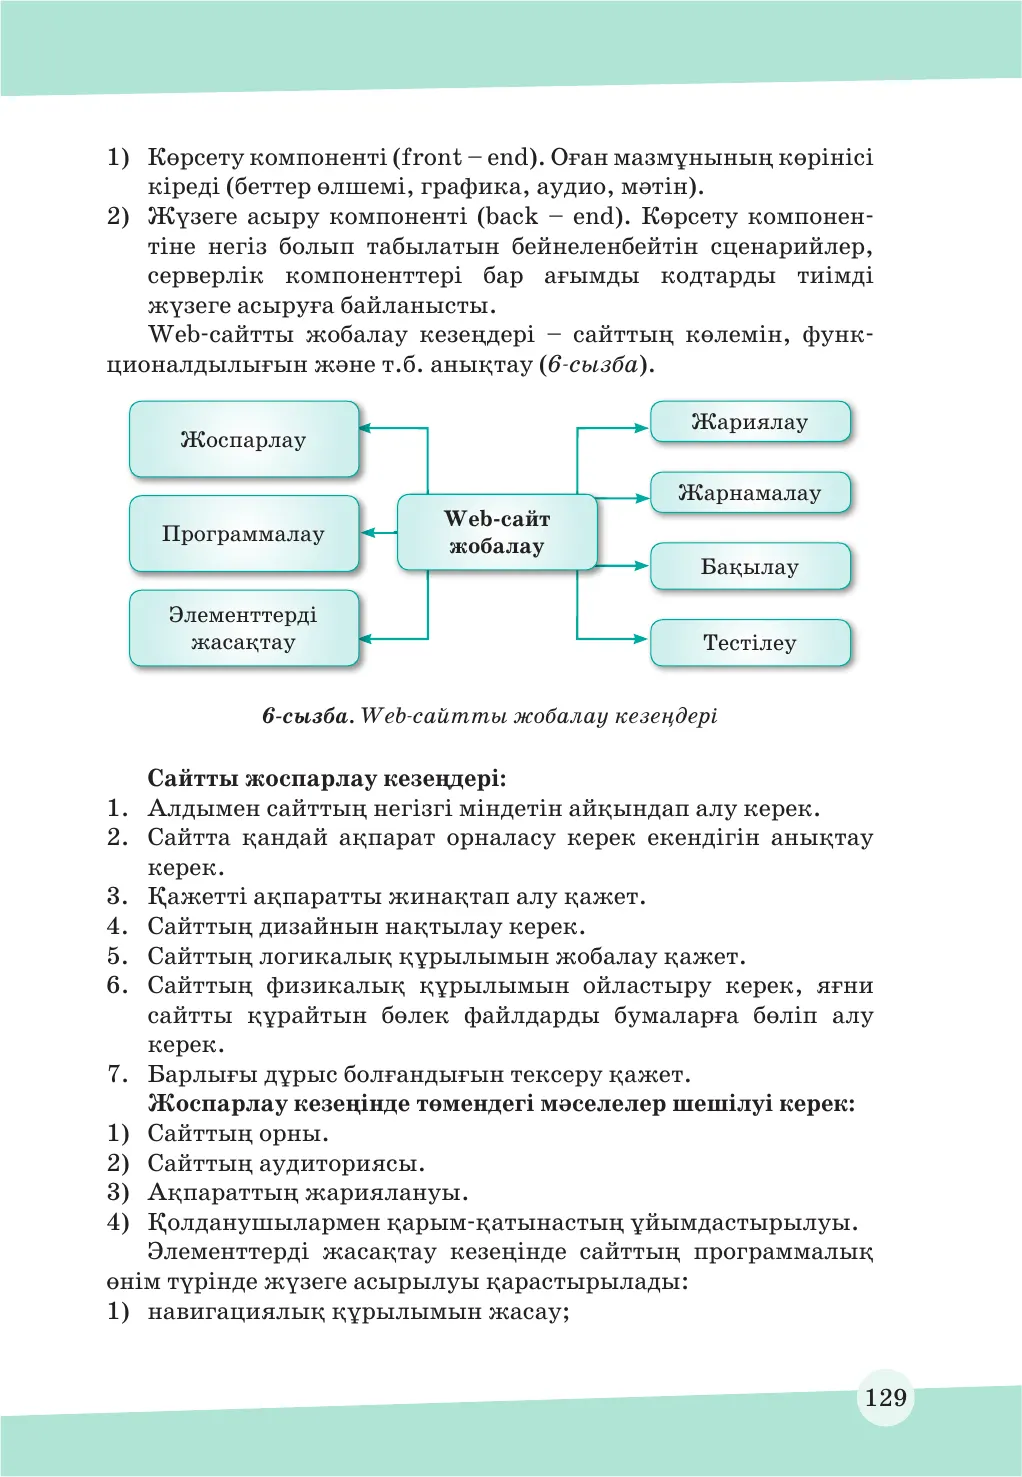 1) Көрсету компоненті (front – end). Оған мазмұнының көрінісі
кіреді (беттер өлшемі, графика, аудио, мәтін).
2) Жүзеге асыру компоненті (back – end). Көрсету компонен-
тіне негіз болып табылатын бейнеленбейтін сценарийлер,
серверлік компоненттері бар ағымды кодтарды тиімді
жүзеге асыруға байланысты.
Web-сайтты жобалау кезеңдері – сайттың көлемін, функ-
ционалдылығын және т.б. анықтау (6-сызба).
Жоспарлау
Программалау
Элементтерді
жасақтау
Web-сайт
жобалау
Жариялау
Жарнамалау
Бақылау
Тестілеу
6-сызба. Web-сайтты жобалау кезеңдері
Сайтты жоспарлау кезеңдері:
1. Алдымен сайттың негізгі міндетін айқындап алу керек.
2. Сайтта қандай ақпарат орналасу керек екендігін анықтау
керек.
3. Қажетті ақпаратты жинақтап алу қажет.
4. Сайттың дизайнын нақтылау керек.
5. Сайттың логикалық құрылымын жобалау қажет.
6. Сайттың физикалық құрылымын ойластыру керек, яғни
сайтты құрайтын бөлек файлдарды бумаларға бөліп алу
керек.
7. Барлығы дұрыс болғандығын тексеру қажет.
Жоспарлау кезеңінде төмендегі мәселелер шешілуі керек:
1) Сайттың орны.
2) Сайттың аудиториясы.
3) Ақпараттың жариялануы.
4) Қолданушылармен қарым-қатынастың ұйымдастырылуы.
Элементтерді жасақтау кезеңінде сайттың программалық
өнім түрінде жүзеге асырылуы қарастырылады:
1) навигациялық құрылымын жасау;
129